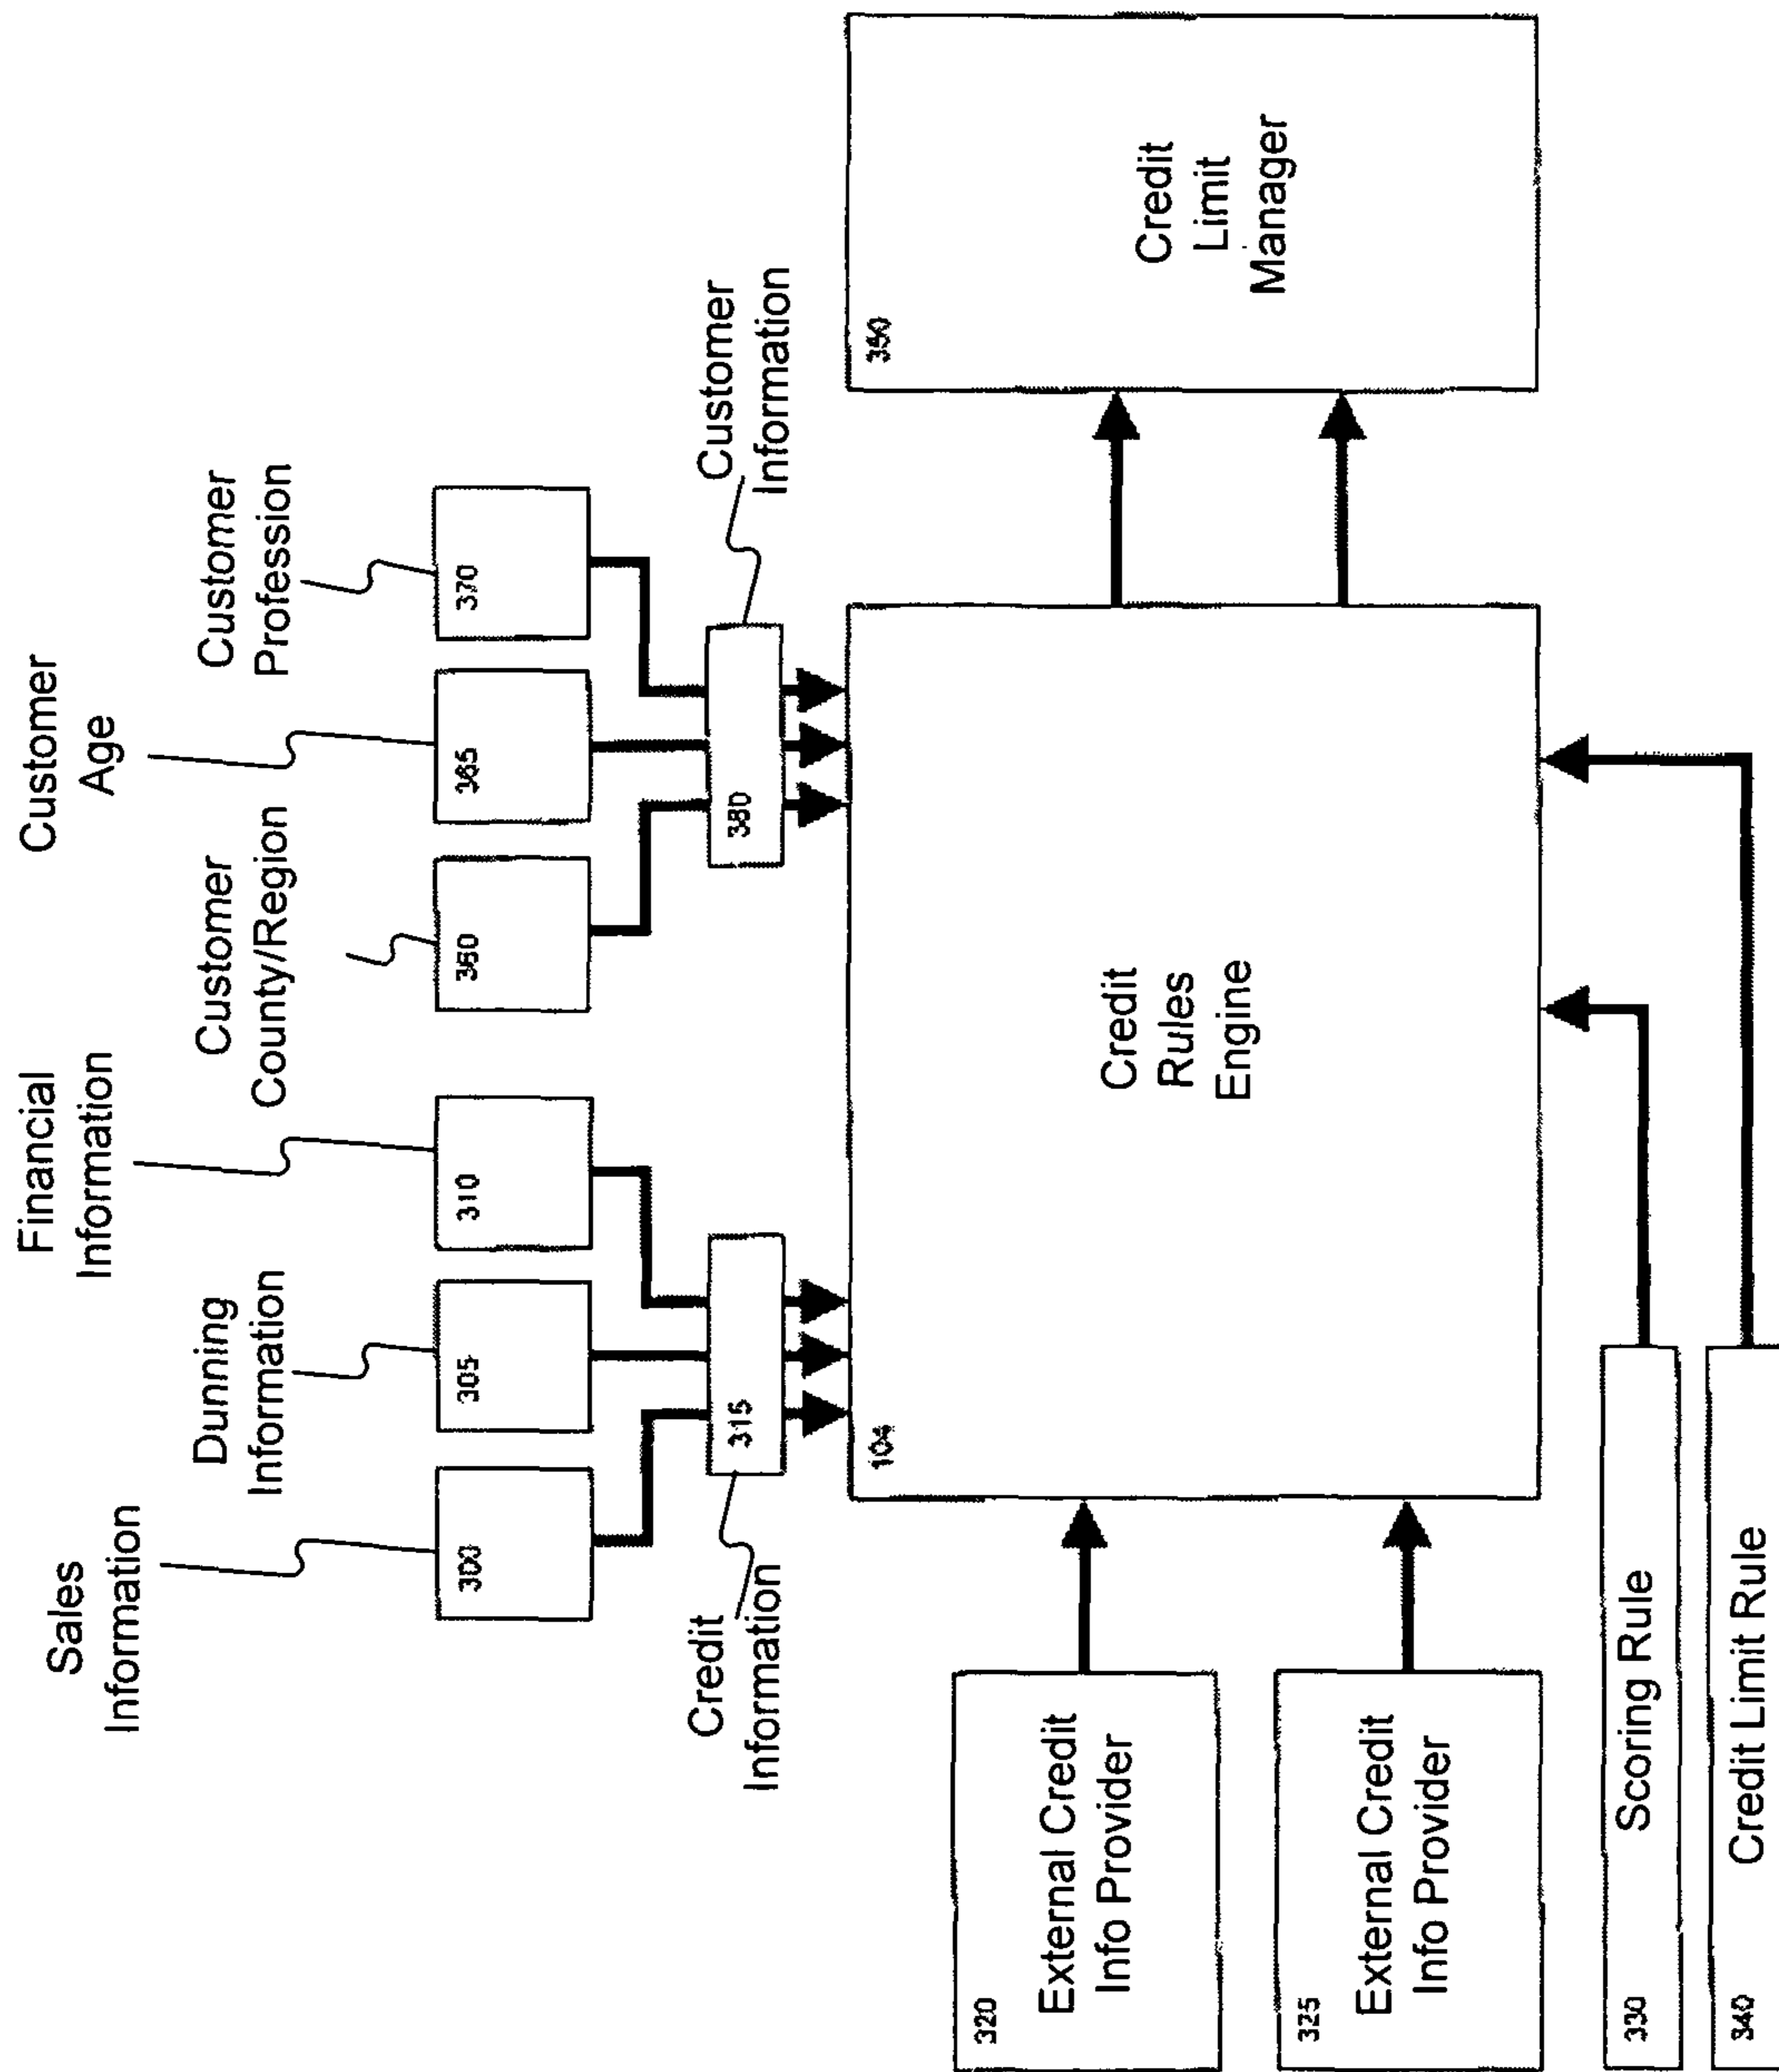 Sales
Information
Dunning
Information
Financial
Information
Customer
County/Region
Customer
Age
Customer
Profession
300
305
310
360
365
370
Credit
Information
315
380
Customer
Information
104
Credit
Rules
Engine
350
Credit
Limit
Manager
320
External Credit
Info Provider
325
External Credit
Info Provider
330
Scoring Rule
340
Credit Limit Rule